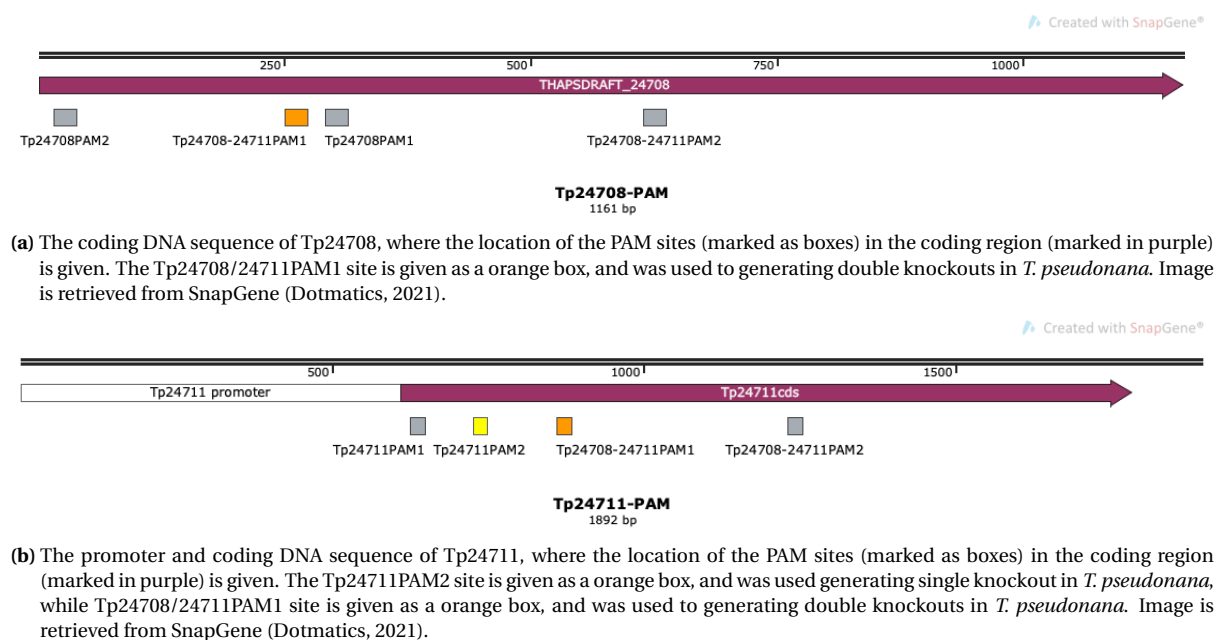 Created with SnapGene®
250 500 750 1000
THAPSDRAFT_24708
Tp24708PAM2 Tp24708-24711PAM1 Tp24708PAM1 Tp24708-24711PAM2
Tp24708-PAM
1161 bp
(a) The coding DNA sequence of Tp24708, where the location of the PAM sites (marked as boxes) in the coding region (marked in purple)
is given. The Tp24708/24711PAM1 site is given as a orange box, and was used to generating double knockouts in T. pseudonana. Image
is retrieved from SnapGene (Dotmatics, 2021).
Created with SnapGene®
500 1000 1500
Tp24711 promoter Tp24711cds
Tp24711PAM1 Tp24711PAM2 Tp24708-24711PAM1 Tp24708-24711PAM2
Tp24711-PAM
1892 bp
(b) The promoter and coding DNA sequence of Tp24711, where the location of the PAM sites (marked as boxes) in the coding region
(marked in purple) is given. The Tp24711PAM2 site is given as a orange box, and was used generating single knockout in T. pseudonana,
while Tp24708/24711PAM1 site is given as a orange box, and was used to generating double knockouts in T. pseudonana. Image is
retrieved from SnapGene (Dotmatics, 2021).